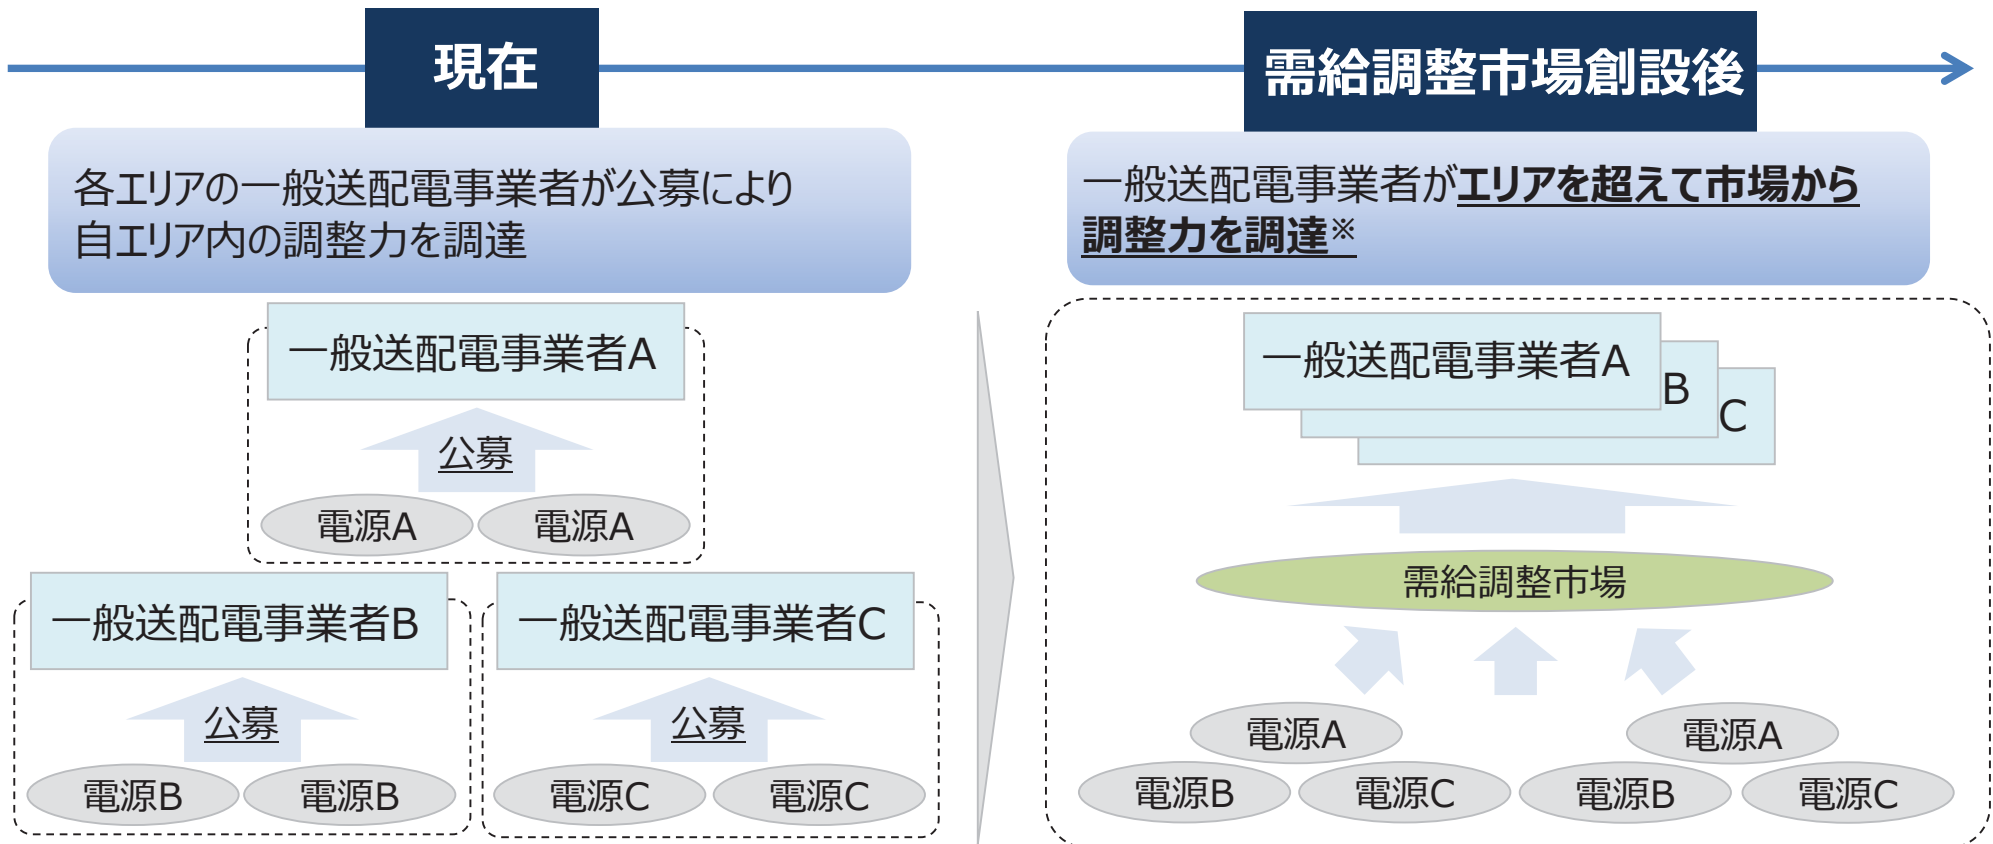 現在
需給調整市場創設後
各エリアの一般送配電事業者が公募により
自エリア内の調整力を調達
一般送配電事業者がエリアを超えて市場から
調整力を調達※
一般送配電事業者A
公募
電源A
電源A
一般送配電事業者B
公募
電源B
電源B
一般送配電事業者C
公募
電源C
電源C
一般送配電事業者A
B
C
需給調整市場
電源A
電源A
電源B
電源C
電源B
電源C